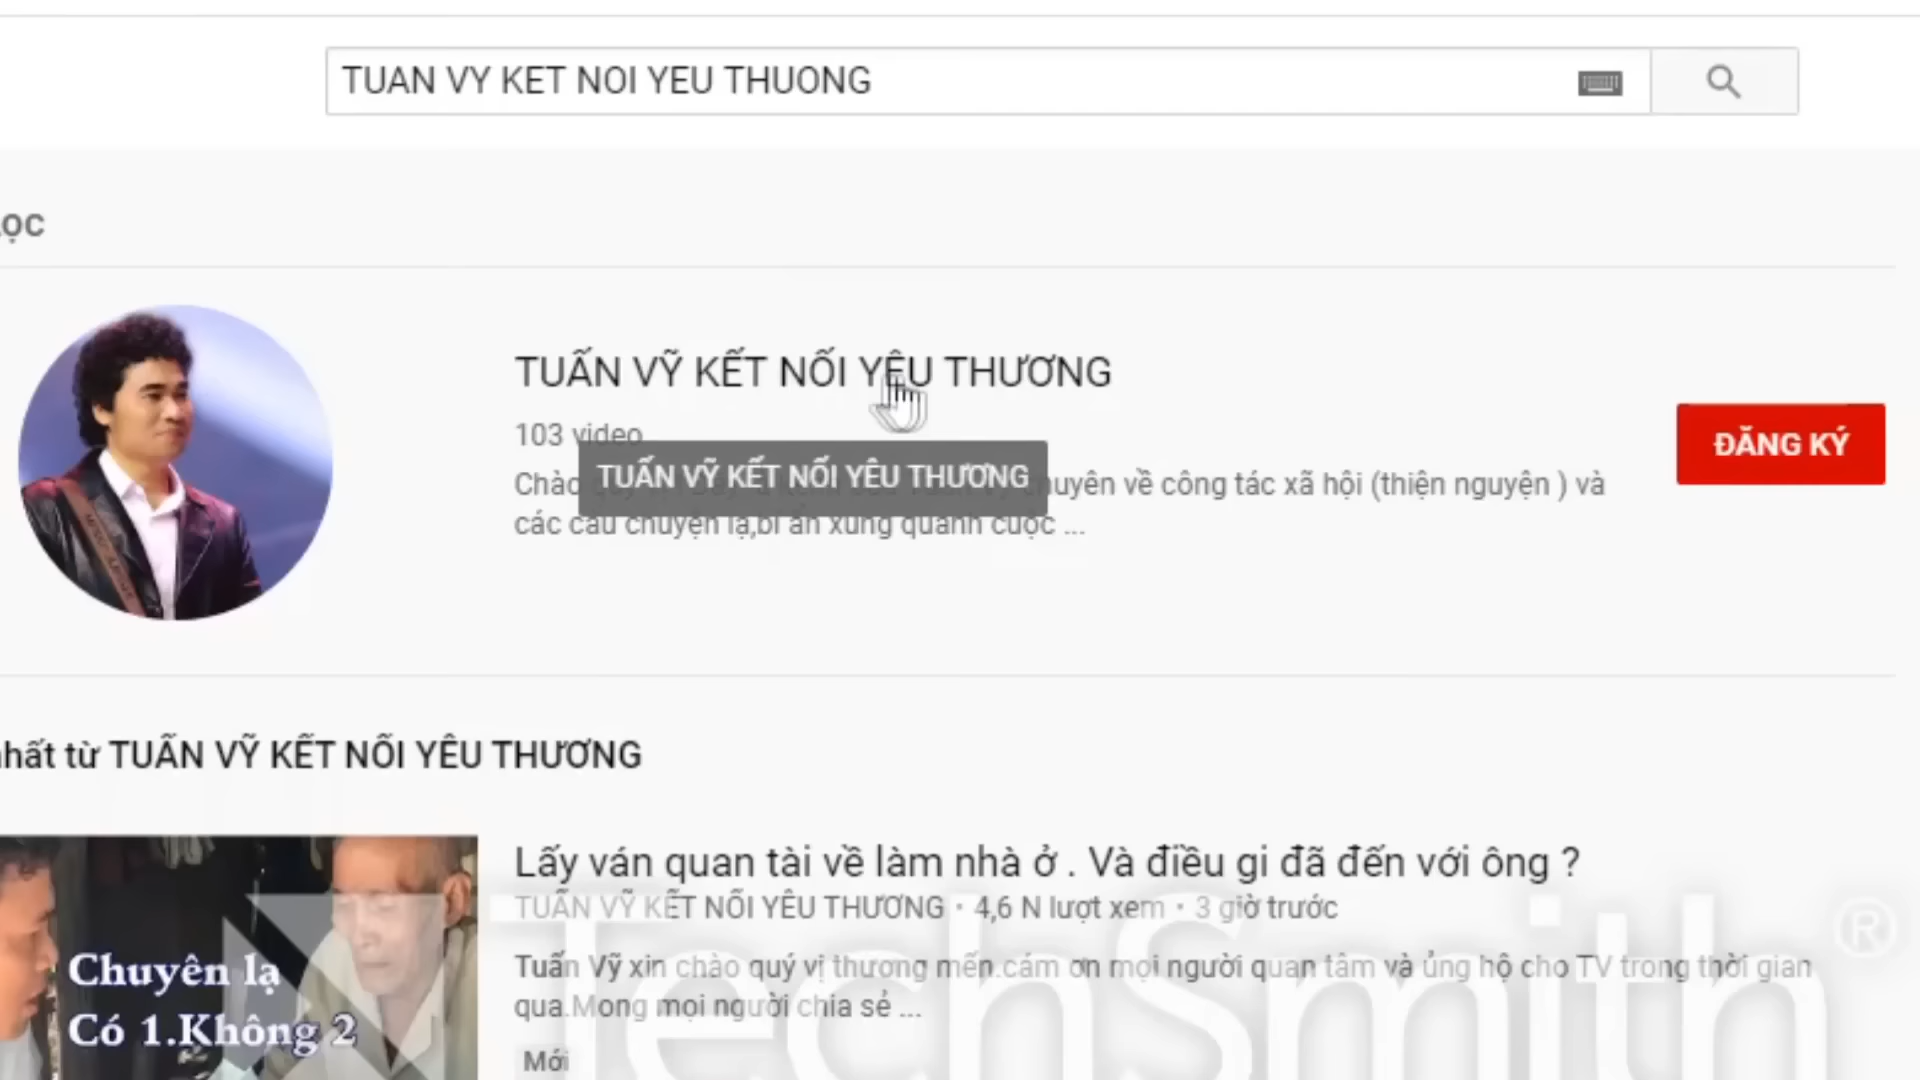 TUAN VY KET NOI YEU THUONG
ọc
TUẤN VỸ KẾT NỐI YÊU THƯƠNG
103 video
TUẤN VỸ KẾT NỐI YÊU THƯƠNG
Chào huyên về công tác xã hội (thiện nguyện ) và
các câu chuyện lạ,bí ẩn xung quanh cuộc ...
ĐĂNG KÝ
nhất từ TUẤN VỸ KẾT NỐI YÊU THƯƠNG
Lấy ván quan tài về làm nhà ở . Và điều gi đã đến với ông ?
TUẤN VỸ KẾT NỐI YÊU THƯƠNG • 4,6 N lượt xem • 3 giờ trước
Tuấn Vỹ xin chào quý vị thương mến.cám ơn mọi người quan tâm và ủng hộ cho TV trong thời gian
qua.Mong mọi người chia sẻ ...
Mới
Chuyện lạ
Có 1.Không 2
TechSmith®